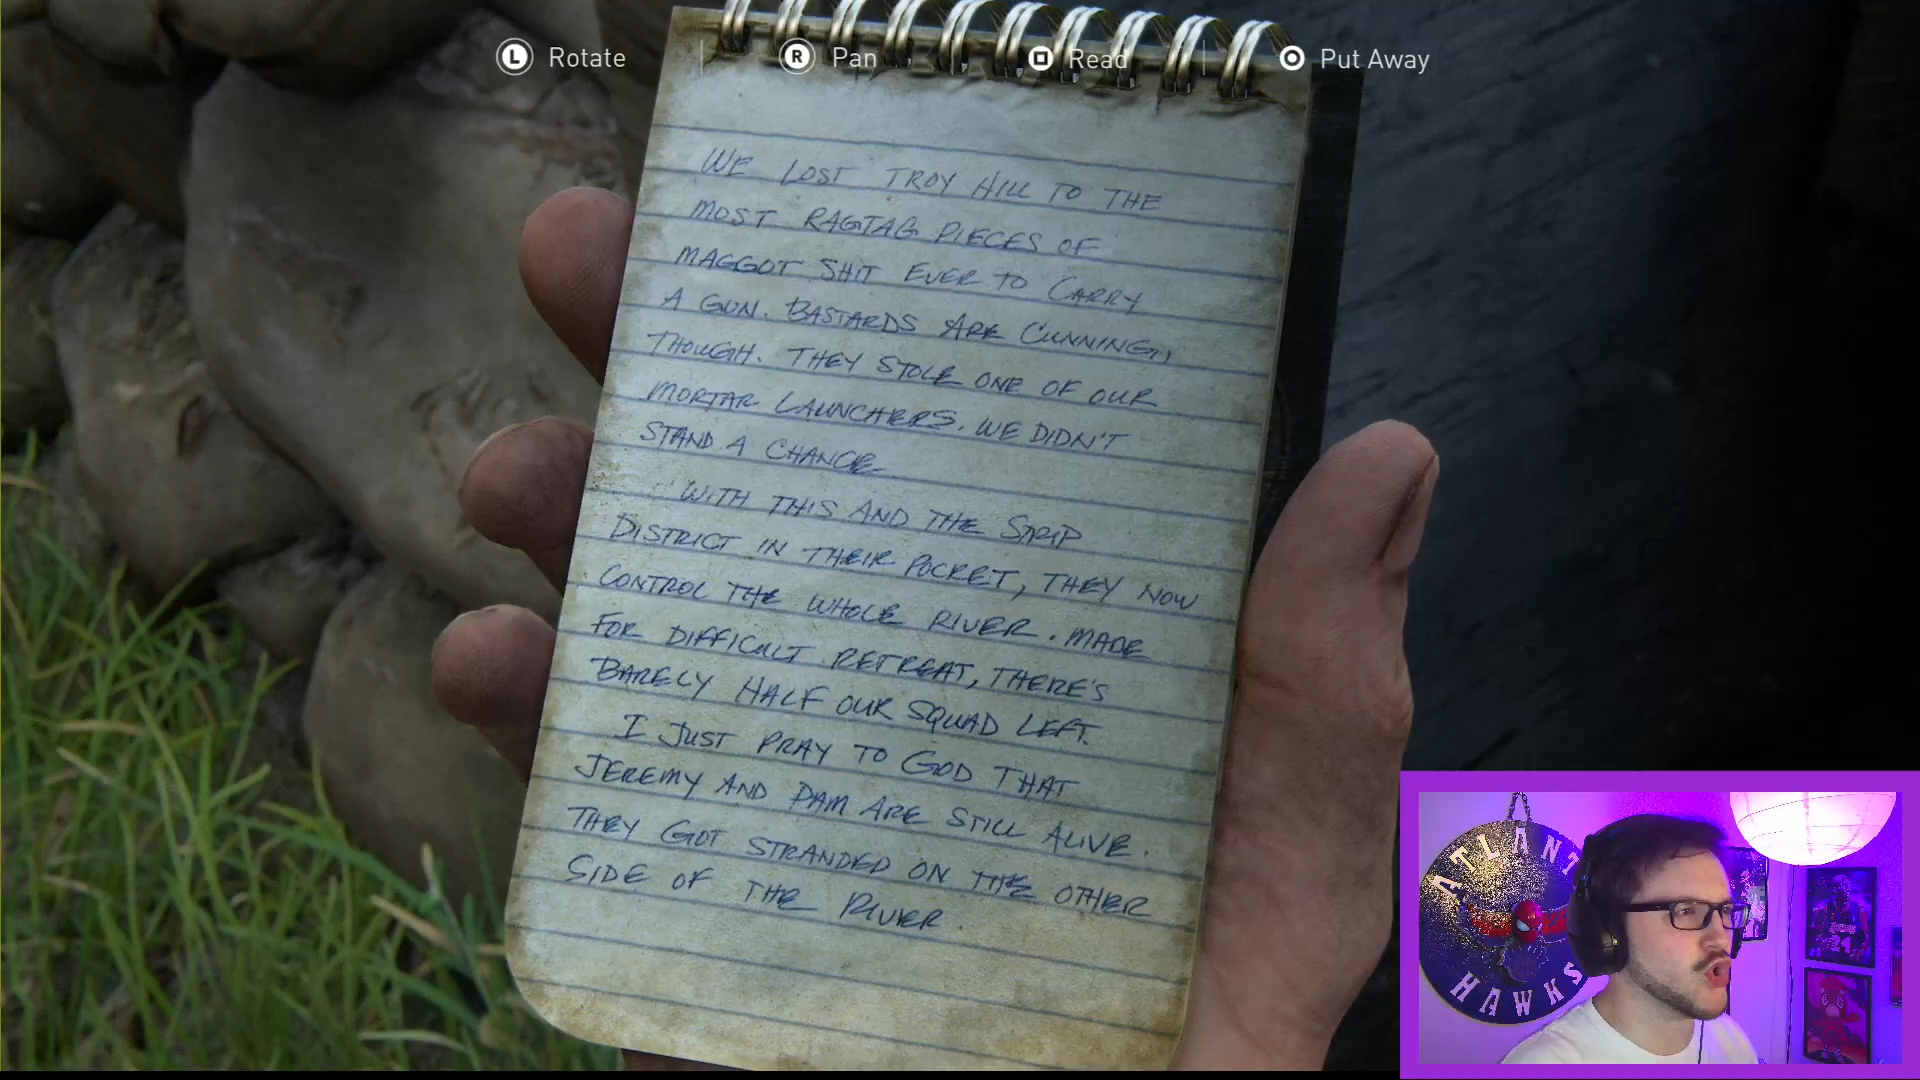 L Rotate
R Pan
Read
Put Away
WE LOST TROY HILL TO THE
MOST RAGTAG PIECES OF
MAGGOT SHIT EVER TO CARRY
A GUN. BASTARDS ARE CUNNING,
THOUGH. THEY STOLE ONE OF OUR
MORTAR LAUNCHERS. WE DIDN'T
STAND A CHANCE
WITH THIS AND THE STRIP
DISTRICT IN THEIR POCKET, THEY NOW
CONTROL THE WHOLE RIVER. MADE
FOR DIFFICULT RETREAT, THERE'S
BARELY HALF OUR SQUAD LEFT.
I JUST PRAY TO GOD THAT
JEREMY AND PAM ARE STILL ALIVE.
THEY GOT STRANDED ON THE OTHER
SIDE OF THE RIVER
ATLANT
HAWKS
24